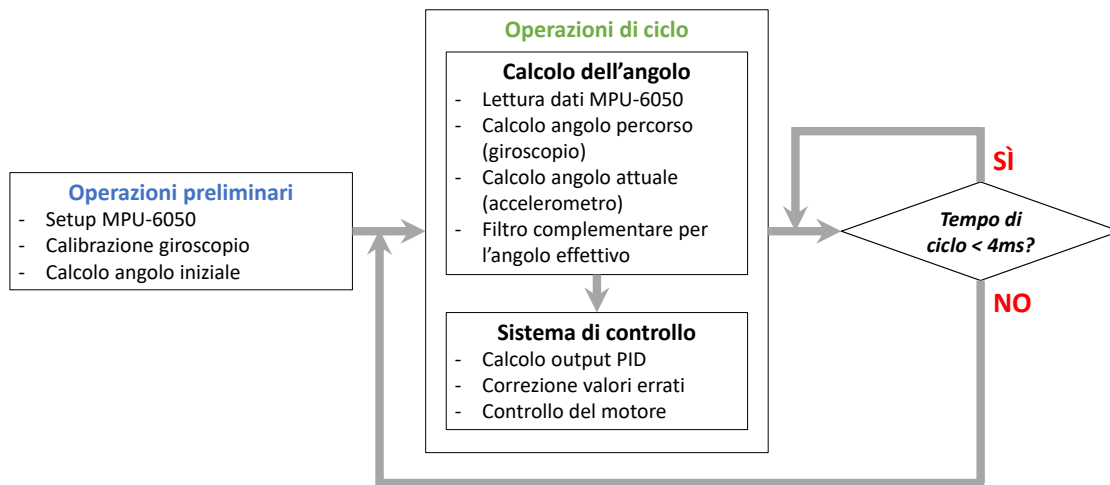 Operazioni preliminari
- Setup MPU-6050
- Calibrazione giroscopio
- Calcolo angolo iniziale
Operazioni di ciclo
Calcolo dell'angolo
- Lettura dati MPU-6050
- Calcolo angolo percorso
(giroscopio)
- Calcolo angolo attuale
(accelerometro)
- Filtro complementare per
l'angolo effettivo
Sistema di controllo
- Calcolo output PID
- Correzione valori errati
- Controllo del motore
SÌ
Tempo di
ciclo < 4ms?
NO